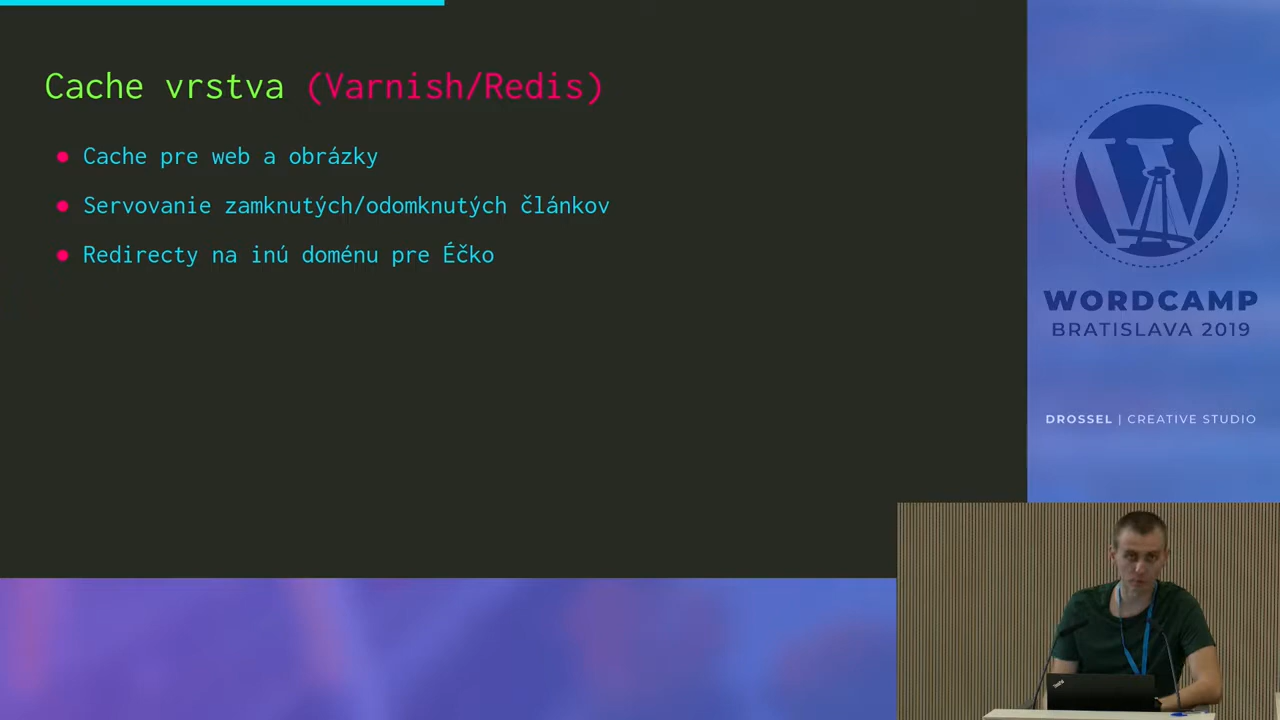 Cache vrstva (Varnish/Redis)
Cache pre web a obrázky
Servovanie zamknutých/odomknutých článkov
Redirecty na inú doménu pre Éčko
WORDCAMP
BRATISLAVA 2019
DROSSEL | CREATIVE STUDIO